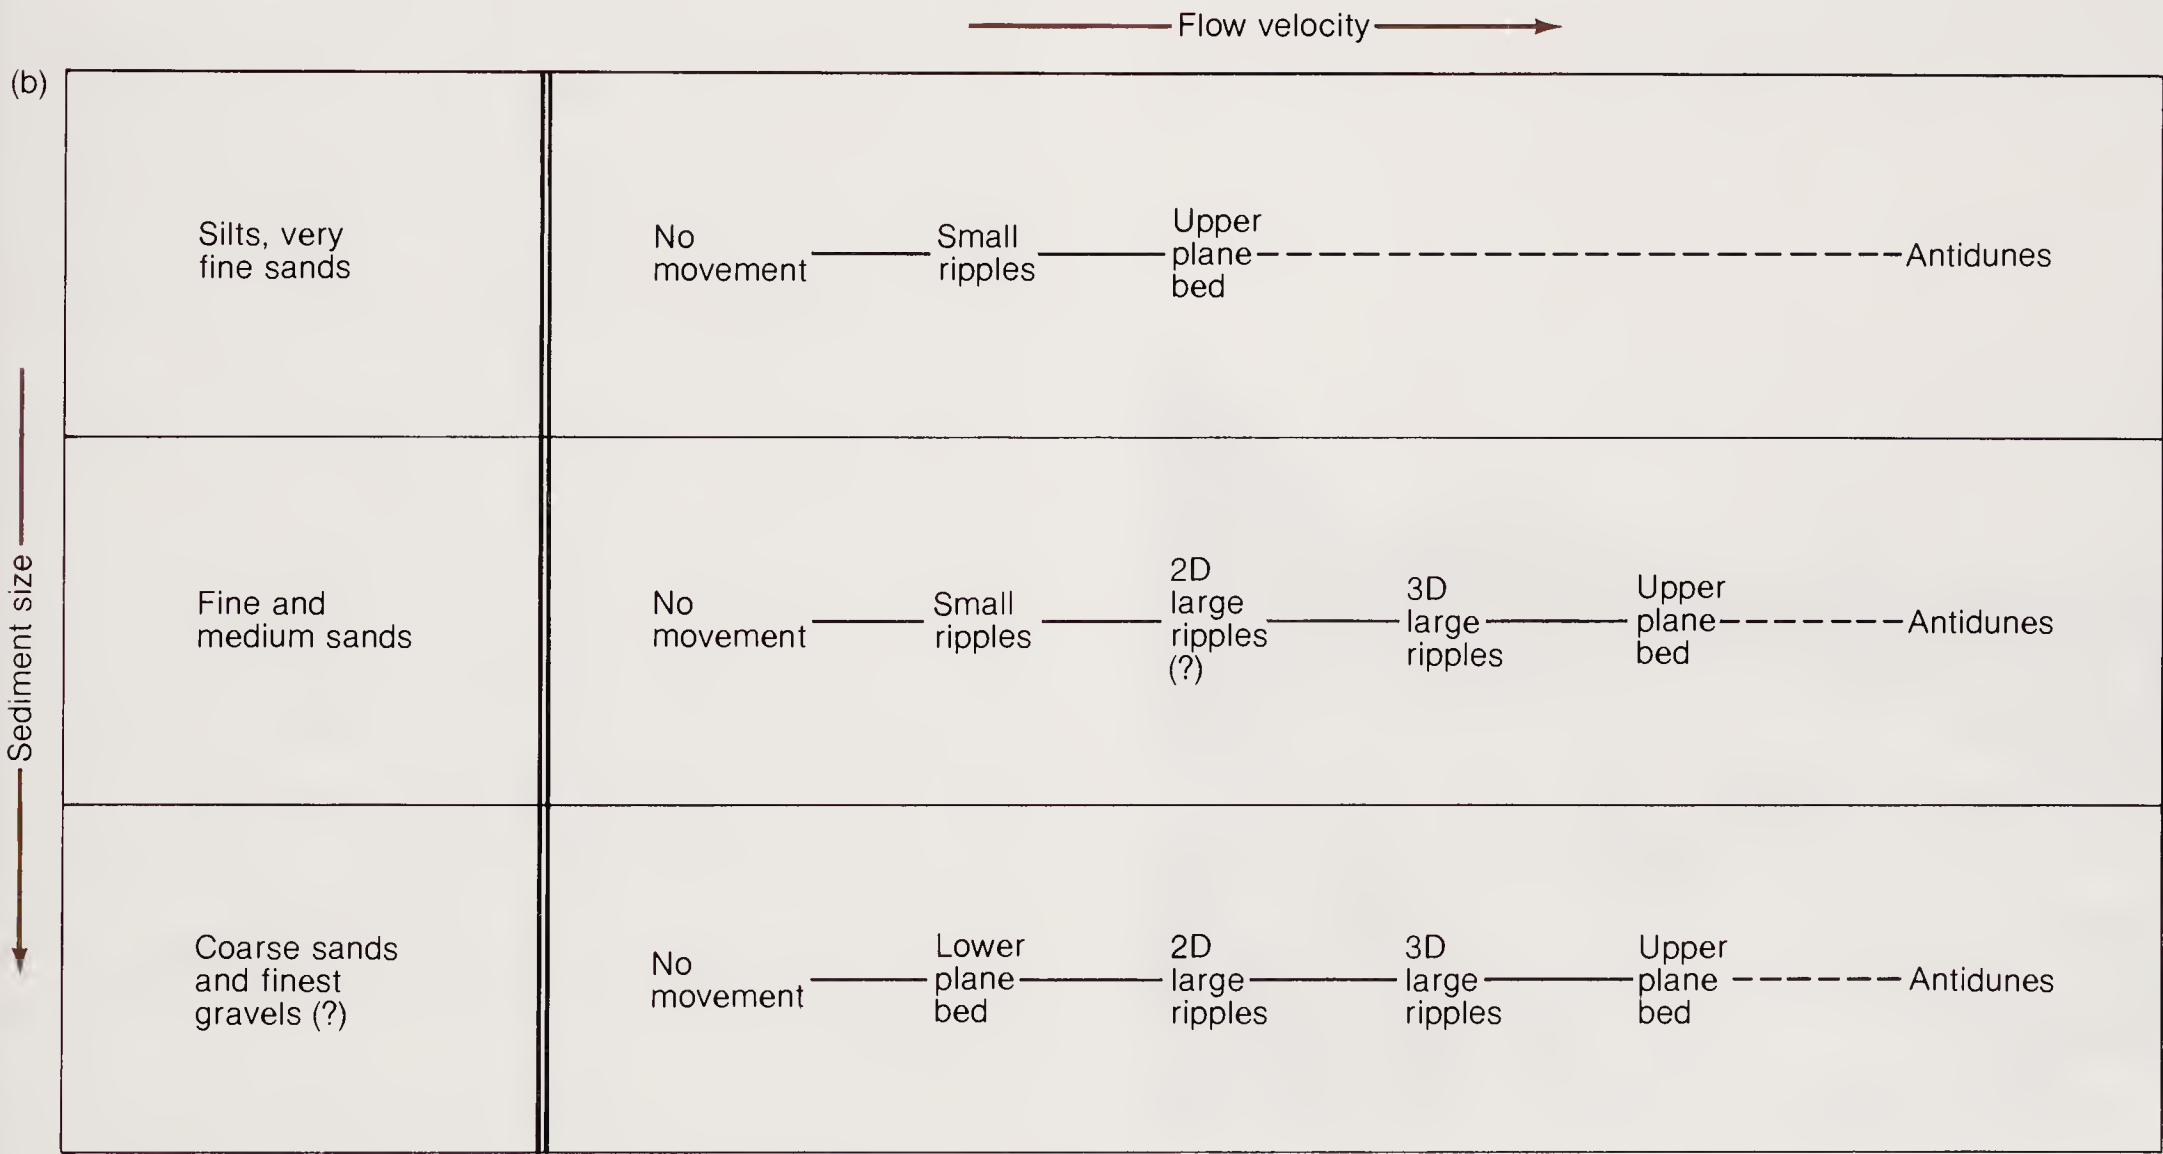 Flow velocity
(b)
Sediment size
Silts, very
fine sands
No
movement
Small
ripples
Upper
plane
bed
Antidunes
Fine and
medium sands
No
movement
Small
ripples
2D
large
ripples
(?)
3D
large
ripples
Upper
plane
bed
Antidunes
Coarse sands
and finest
gravels (?)
No
movement
Lower
plane
bed
2D
large
ripples
3D
large
ripples
Upper
plane
bed
Antidunes